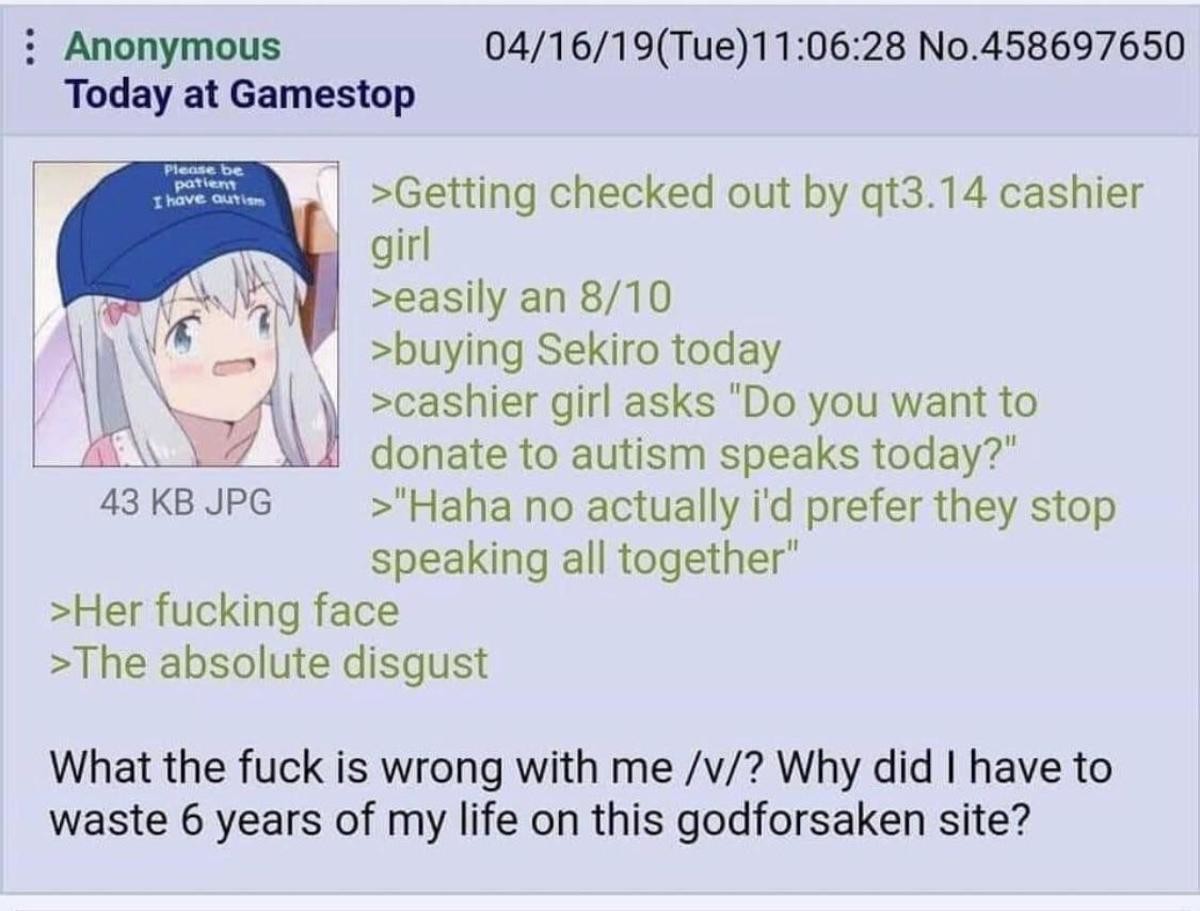 Anonymous 04/16/19(Tue)11:06:28 No.458697650
Today at Gamestop
Please be
patient
I have autism
43 KB JPG
>Getting checked out by qt3.14 cashier
girl
>easily an 8/10
>buying Sekiro today
>cashier girl asks "Do you want to
donate to autism speaks today?"
>"Haha no actually i'd prefer they stop
speaking all together"
>Her fucking face
>The absolute disgust
What the fuck is wrong with me /v/? Why did I have to
waste 6 years of my life on this godforsaken site?